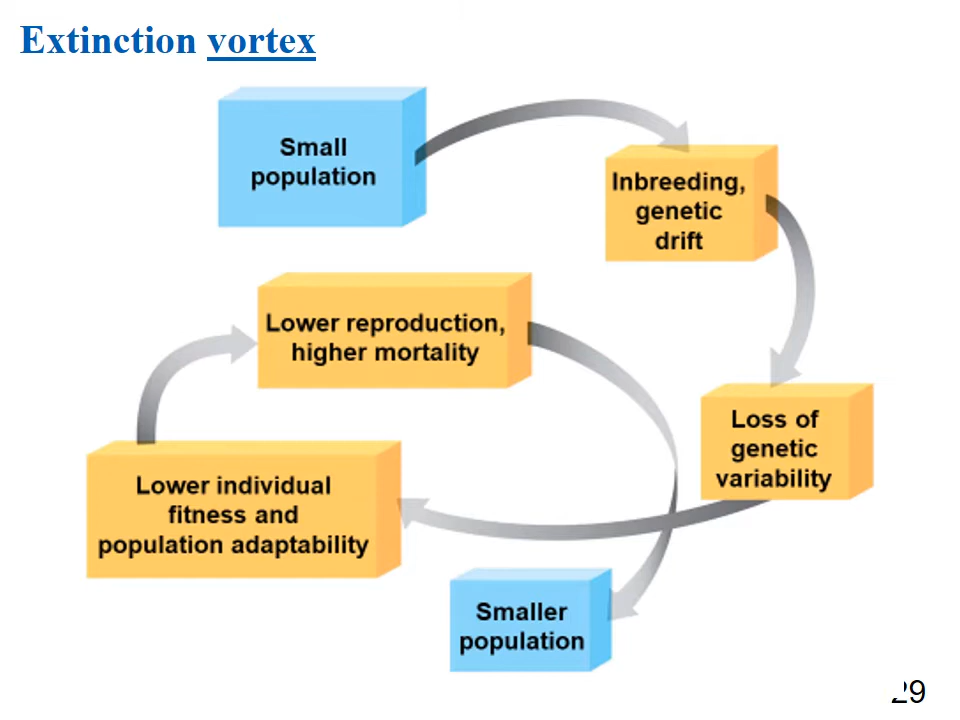 Extinction vortex
Small
population
Inbreeding,
genetic
drift
Loss of
genetic
variability
Lower individual
fitness and
population adaptability
Lower reproduction,
higher mortality
Smaller
population
29